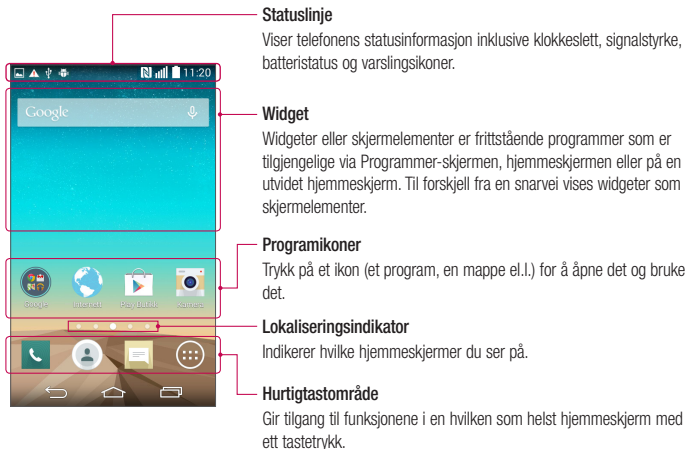 Statuslinje
Viser telefonens statusinformasjon inklusive klokkeslett, signalstyrke,
batteristatus og varslingsikoner.
11:20
Google
Widget
Widgeter eller skjermelementer er frittstående programmer som er
tilgjengelige via Programmer-skjermen, hjemmeskjermen eller på en
utvidet hjemmeskjerm. Til forskjell fra en snarvei vises widgeter som
skjermelementer.
Programikoner
Trykk på et ikon (et program, en mappe el.l.) for å åpne det og bruke
det.
Google Internett Play Butikk Kamera
Lokaliseringsindikator
Indikerer hvilke hjemmeskjermer du ser på.
Hurtigtastområde
Gir tilgang til funksjonene i en hvilken som helst hjemmeskjerm med
ett tastetrykk.